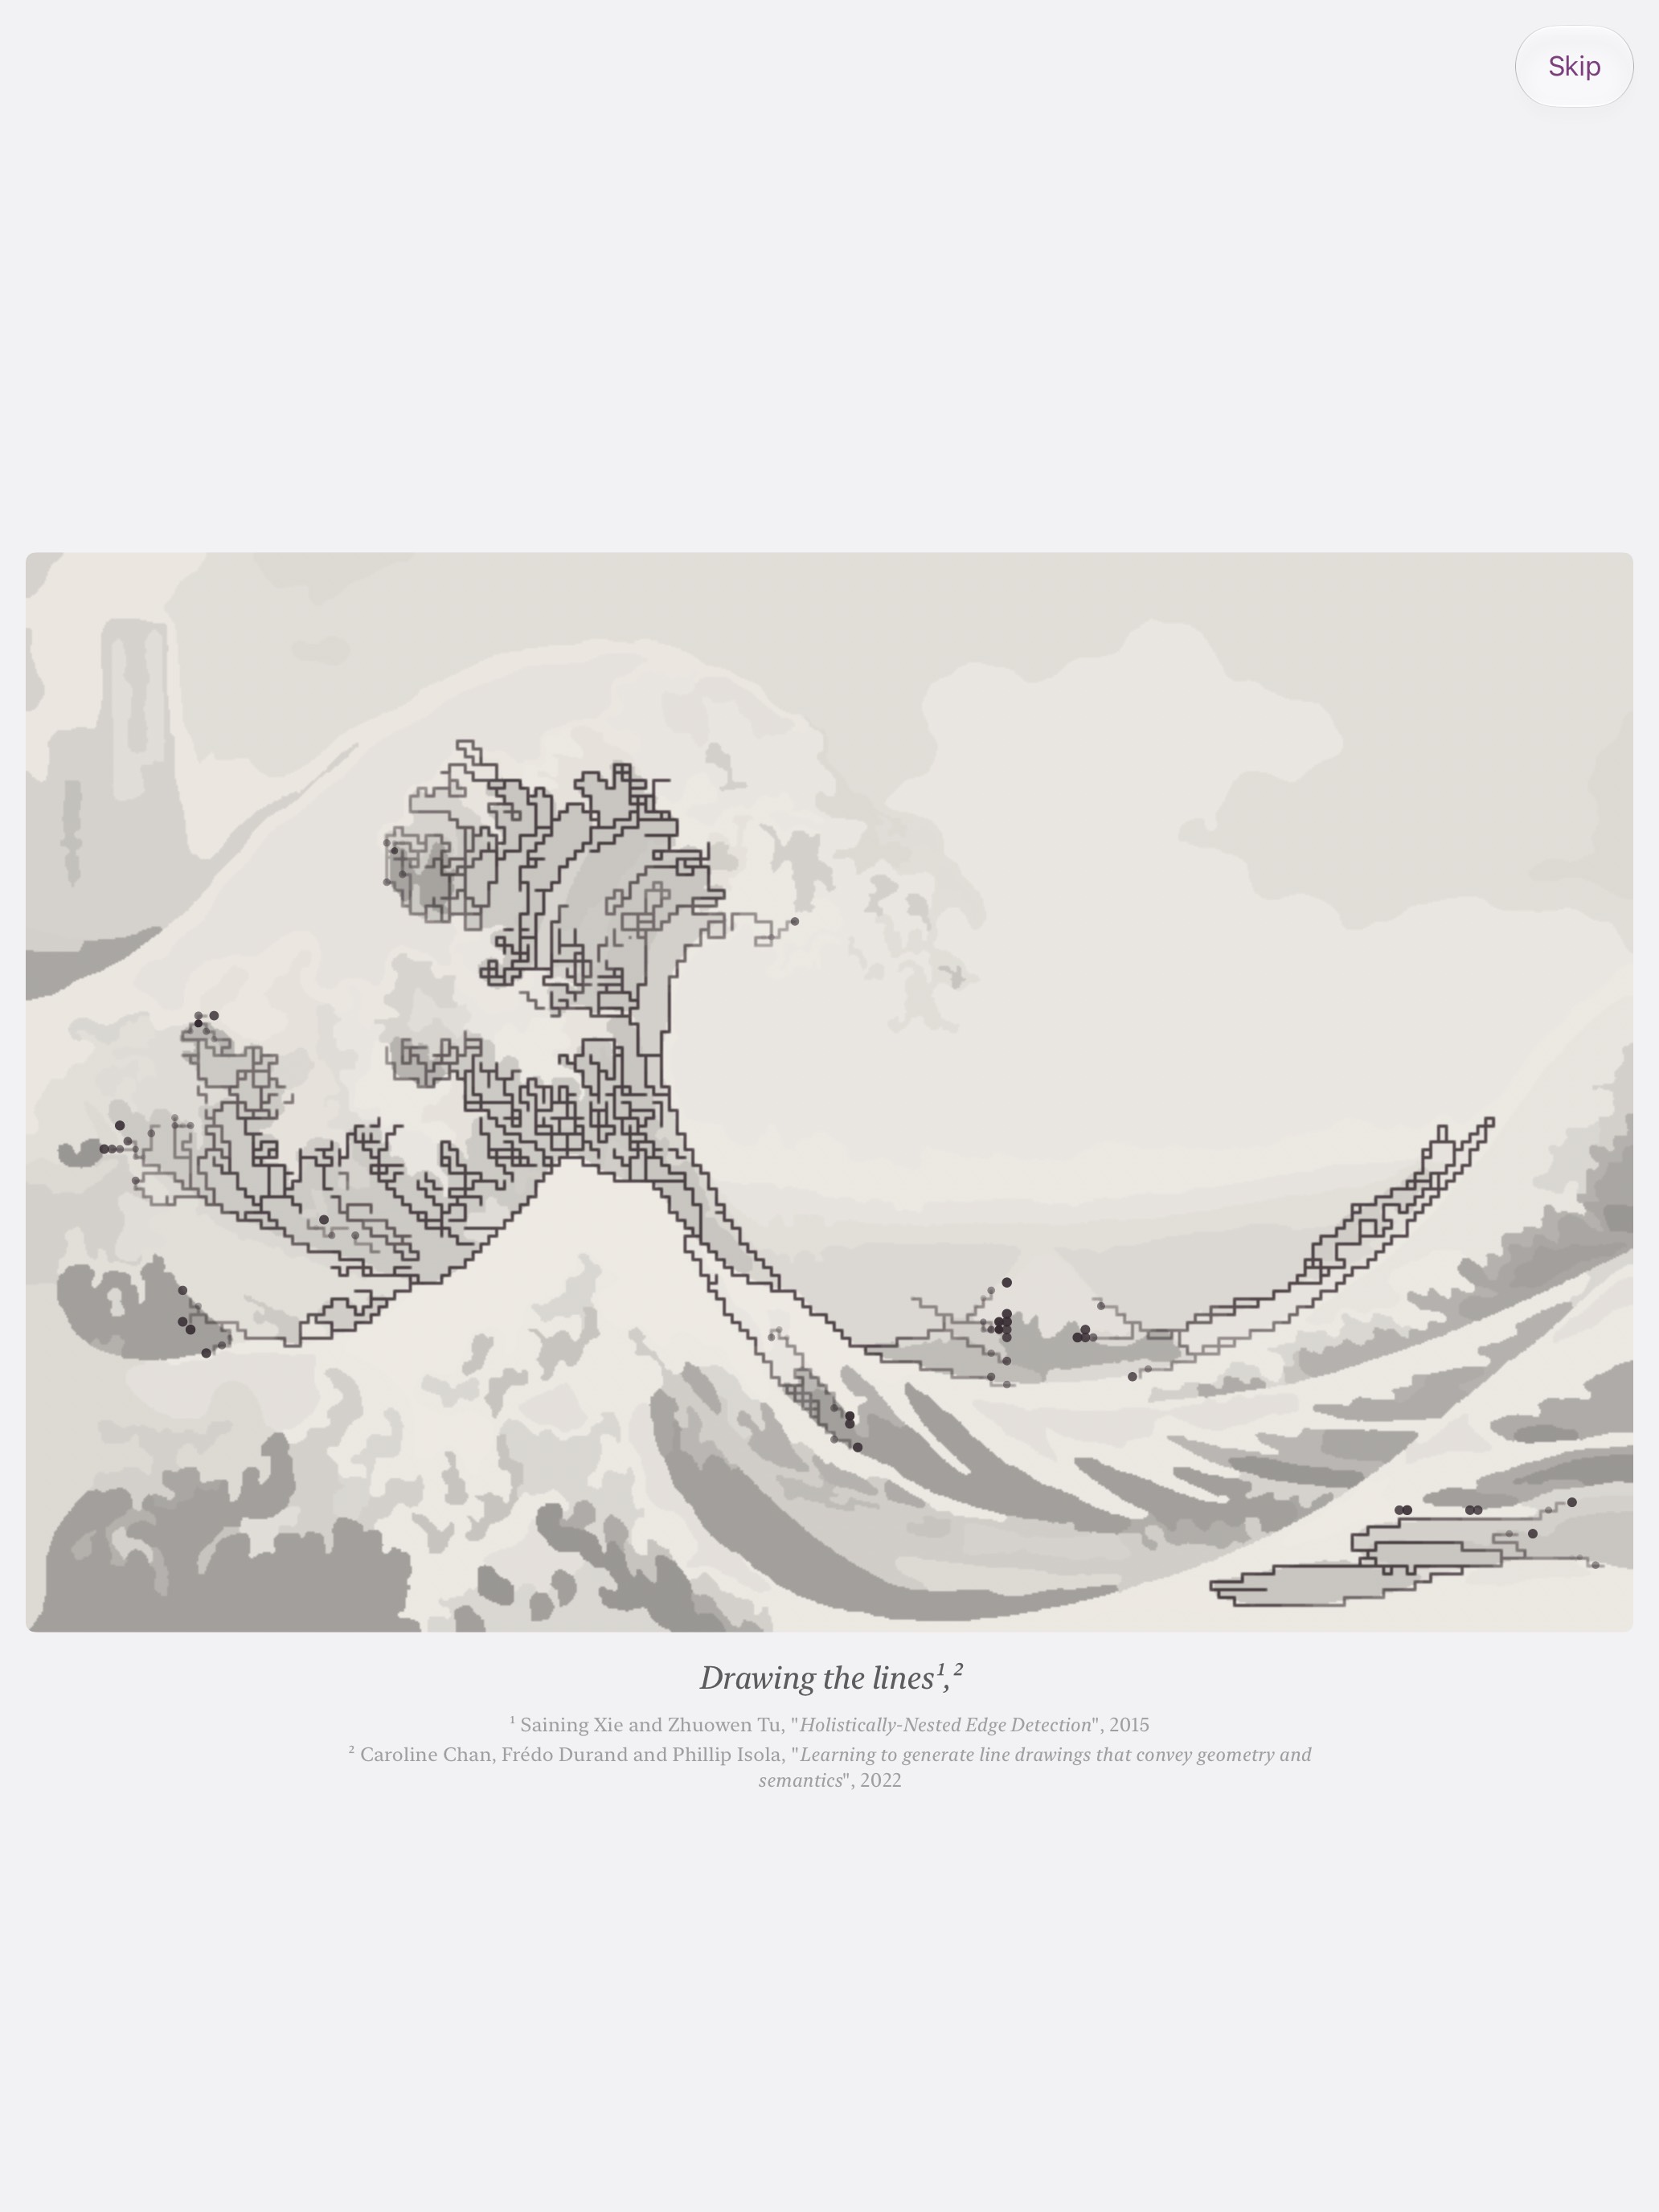 Skip
Drawing the lines¹,²
¹ Saining Xie and Zhuowen Tu, "Holistically-Nested Edge Detection", 2015
² Caroline Chan, Frédo Durand and Phillip Isola, "Learning to generate line drawings that convey geometry and
semantics", 2022